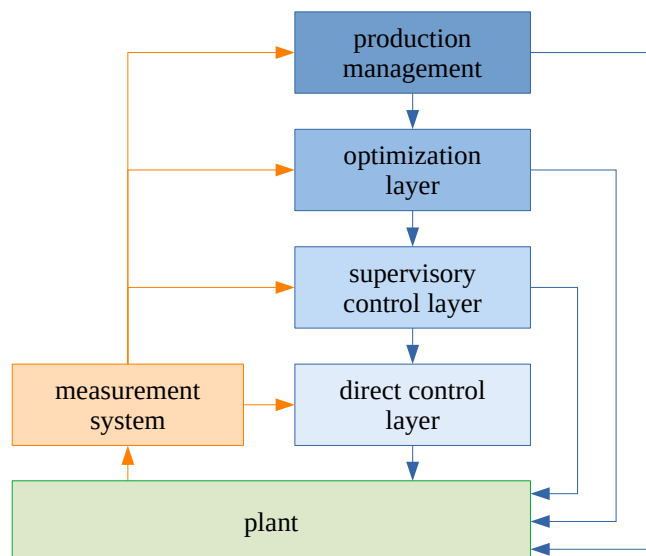 production
management
optimization
layer
supervisory
control layer
measurement
system
direct control
layer
plant